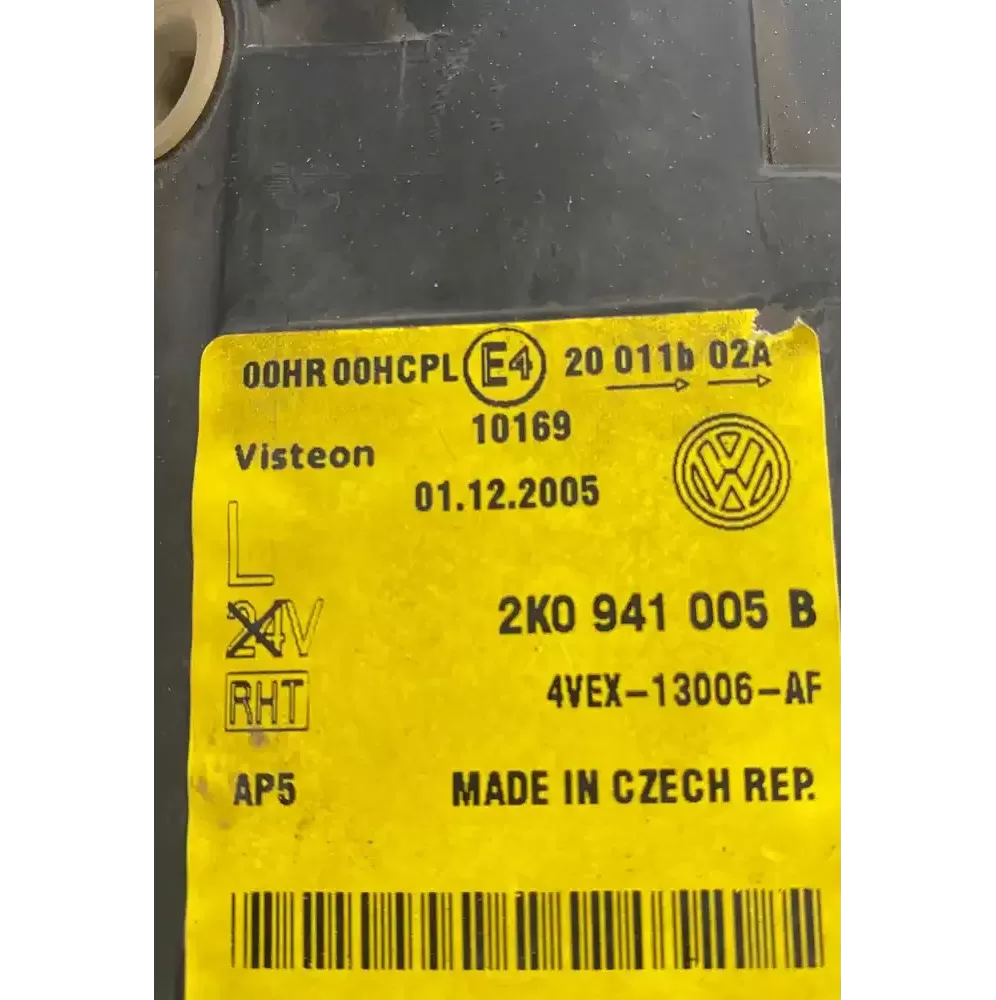 00HR 00HCPL E4 20 011b 02A
10169
Visteon
01.12.2005
L
24V
2K0 941 005 B
RHT
4VEX-13006-AF
AP5
MADE IN CZECH REP.